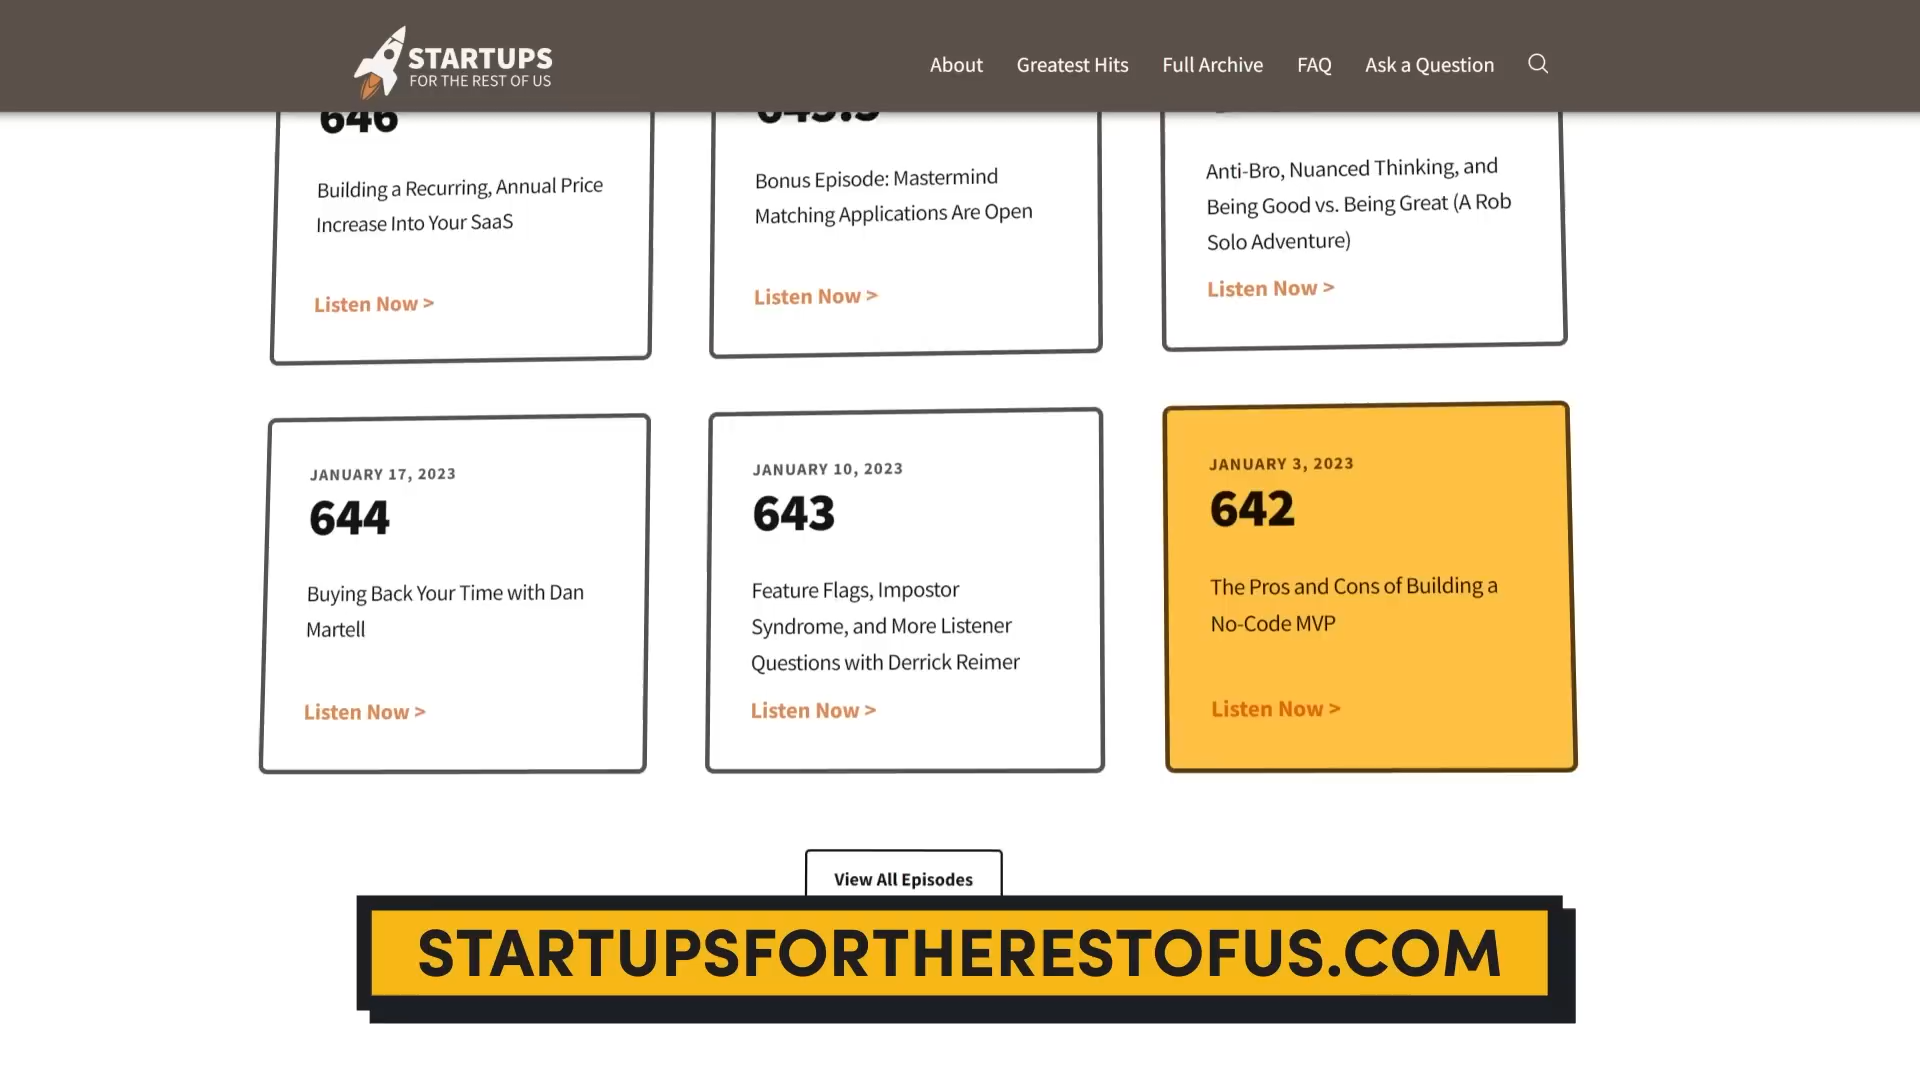 STARTUPS
FOR THE REST OF US
About
Greatest Hits
Full Archive
FAQ
Ask a Question
646
Building a Recurring, Annual Price
Increase Into Your SaaS
Listen Now >
Bonus Episode: Mastermind
Matching Applications Are Open
Listen Now >
Anti-Bro, Nuanced Thinking, and
Being Good vs. Being Great (A Rob
Solo Adventure)
Listen Now >
JANUARY 17, 2023
644
Buying Back Your Time with Dan
Martell
Listen Now >
JANUARY 10, 2023
643
Feature Flags, Impostor
Syndrome, and More Listener
Questions with Derrick Reimer
Listen Now >
JANUARY 3, 2023
642
The Pros and Cons of Building a
No-Code MVP
Listen Now >
View All Episodes
STARTUPSFORTHERESTOFUS.COM